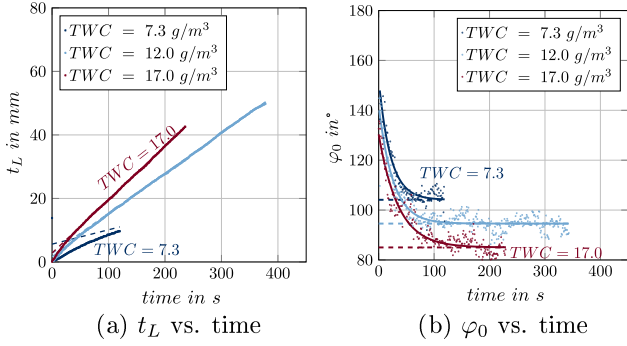 80
60
40
20
0
0
100
200
300
400
t_L in mm
time in s
TWC = 7.3 g/m³
TWC = 12.0 g/m³
TWC = 17.0 g/m³
TWC = 17.0
TWC = 7.3
(a) t_L vs. time
180
160
140
120
100
80
0
100
200
300
400
φ₀ in°
time in s
TWC = 7.3 g/m³
TWC = 12.0 g/m³
TWC = 17.0 g/m³
TWC = 7.3
TWC = 17.0
(b) φ₀ vs. time